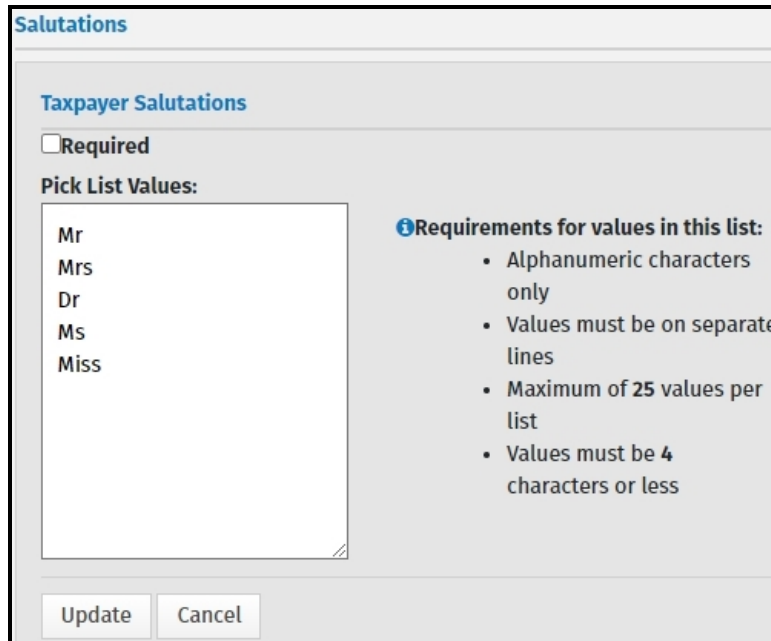 Salutations
Taxpayer Salutations
Required
Pick List Values:
Mr
Mrs
Dr
Ms
Miss
Requirements for values in this list:
• Alphanumeric characters
only
• Values must be on separate
lines
• Maximum of 25 values per
list
• Values must be 4
characters or less
Update Cancel